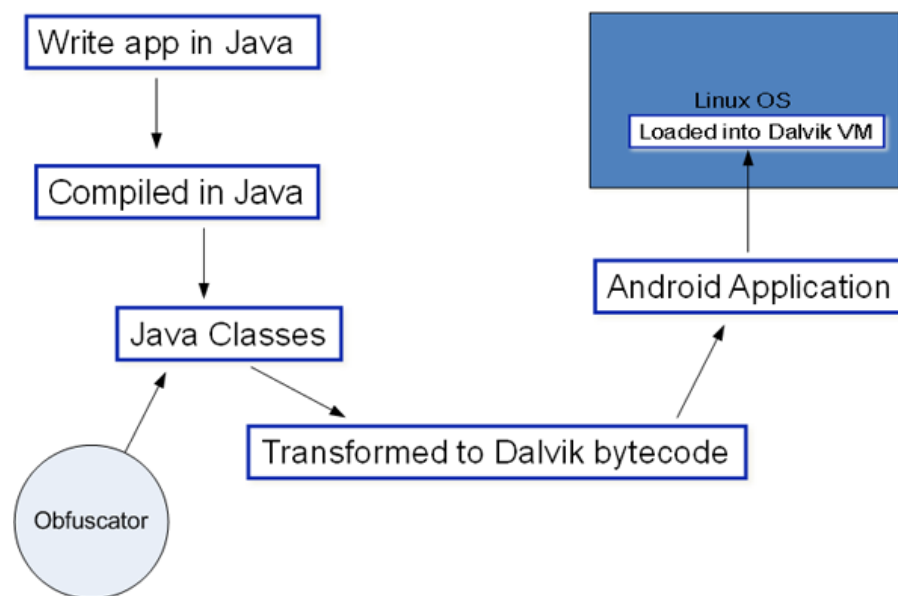 Write app in Java
Compiled in Java
Java Classes
Obfuscator
Transformed to Dalvik bytecode
Android Application
Linux OS
Loaded into Dalvik VM